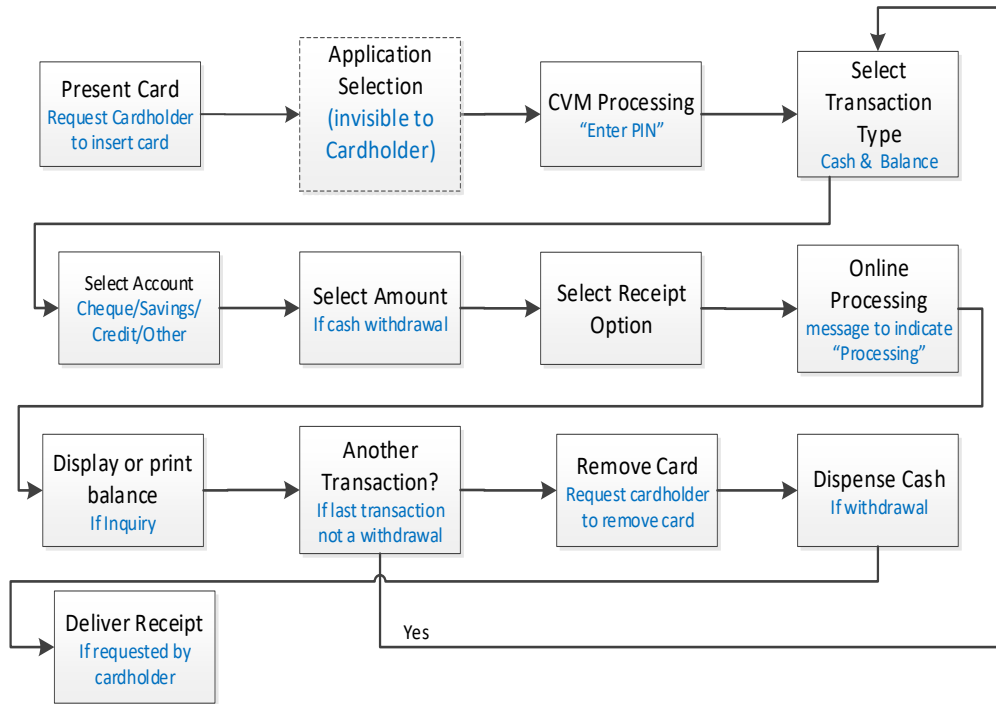 Present Card
Request Cardholder
to insert card
Application
Selection
(invisible to
Cardholder)
CVM Processing
“Enter PIN”
Select
Transaction
Type
Cash & Balance
Select Account
Cheque/Savings/
Credit/Other
Select Amount
If cash withdrawal
Select Receipt
Option
Online
Processing
message to indicate
“Processing”
Display or print
balance
If Inquiry
Another
Transaction?
If last transaction
not a withdrawal
Remove Card
Request cardholder
to remove card
Dispense Cash
If withdrawal
Deliver Receipt
If requested by
cardholder
Yes